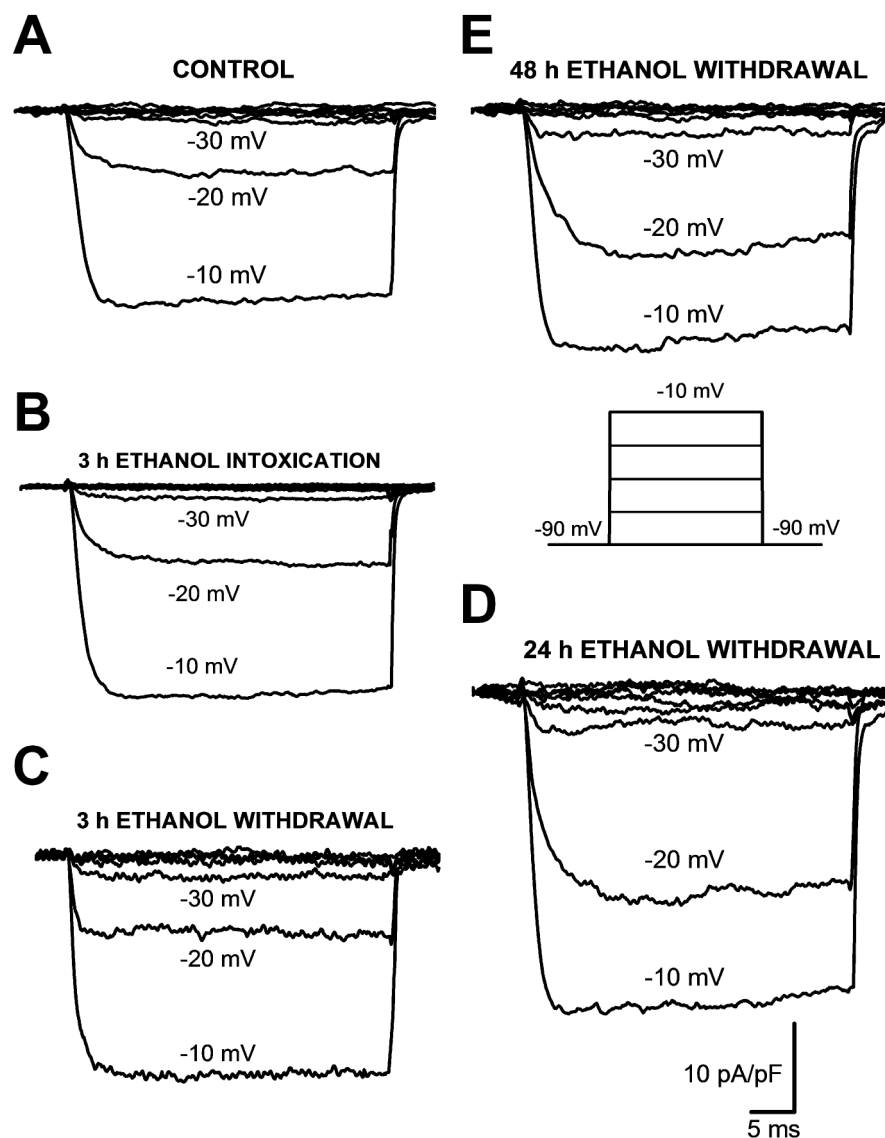 A
CONTROL
-30 mV
-20 mV
-10 mV
B
3 h ETHANOL INTOXICATION
-30 mV
-20 mV
-10 mV
C
3 h ETHANOL WITHDRAWAL
-30 mV
-20 mV
-10 mV
E
48 h ETHANOL WITHDRAWAL
-30 mV
-20 mV
-10 mV
-10 mV
-90 mV -90 mV
D
24 h ETHANOL WITHDRAWAL
-30 mV
-20 mV
-10 mV
10 pA/pF
5 ms